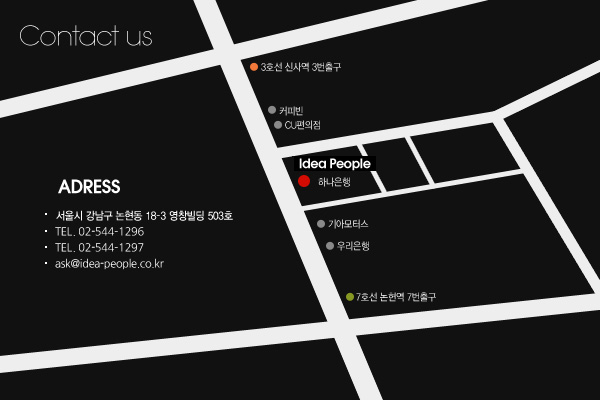 Contact us
3호선 신사역 3번출구
커피빈
CU편의점
Idea People
하나은행
ADRESS
· 서울시 강남구 논현동 18-3 영창빌딩 503호
· TEL. 02-544-1296
· TEL. 02-544-1297
· ask@idea-people.co.kr
기아모티스
우리은행
7호선 논현역 7번출구